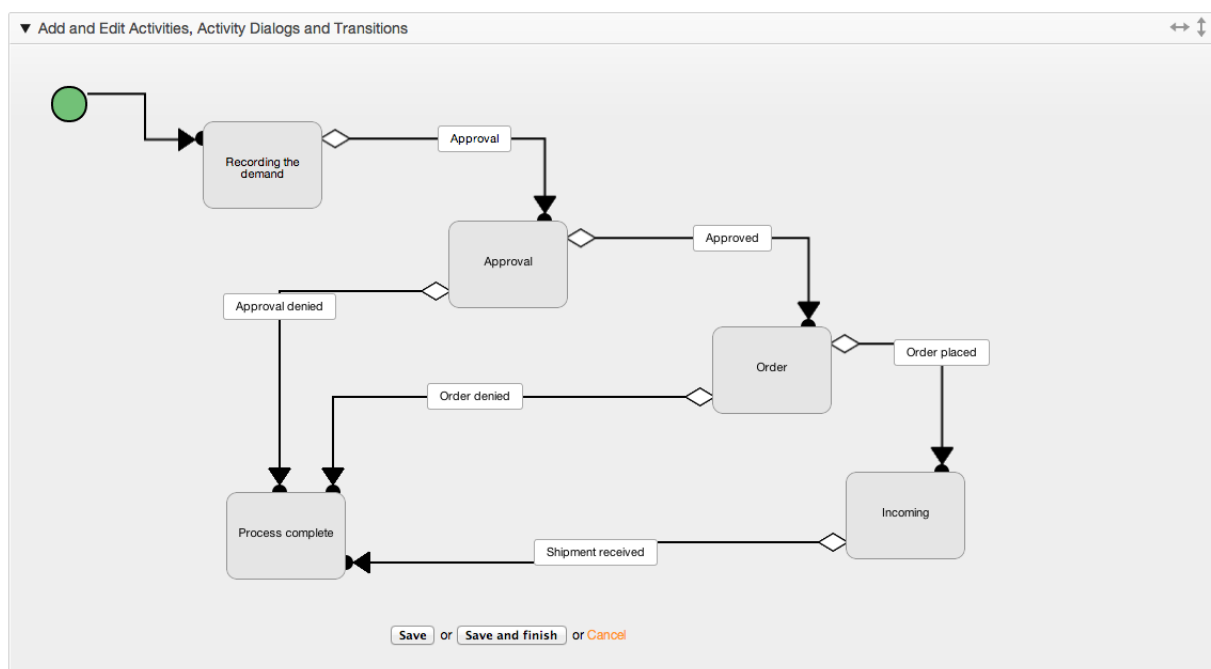 Add and Edit Activities, Activity Dialogs and Transitions
Approval
Recording the
demand
Approved
Approval
Approval denied
Order placed
Order
Order denied
Incoming
Process complete
Shipment received
Save or Save and finish or Cancel